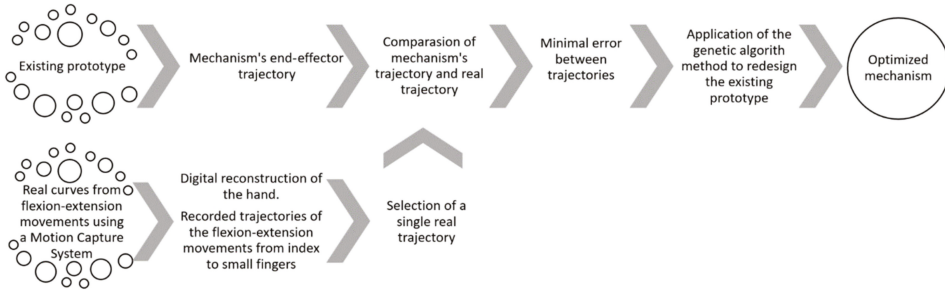 Existing prototype
Mechanism's end-effector
trajectory
Comparasion of
mechanism's
trajectory and real
trajectory
Minimal error
between
trajectories
Application of the
genetic algorith
method to redesign
the existing
prototype
Optimized
mechanism
Real curves from
flexion-extension
movements using
a Motion Capture
System
Digital reconstruction of
the hand.
Recorded trajectories of
the flexion-extension
movements from index
to small fingers
Selection of a
single real
trajectory